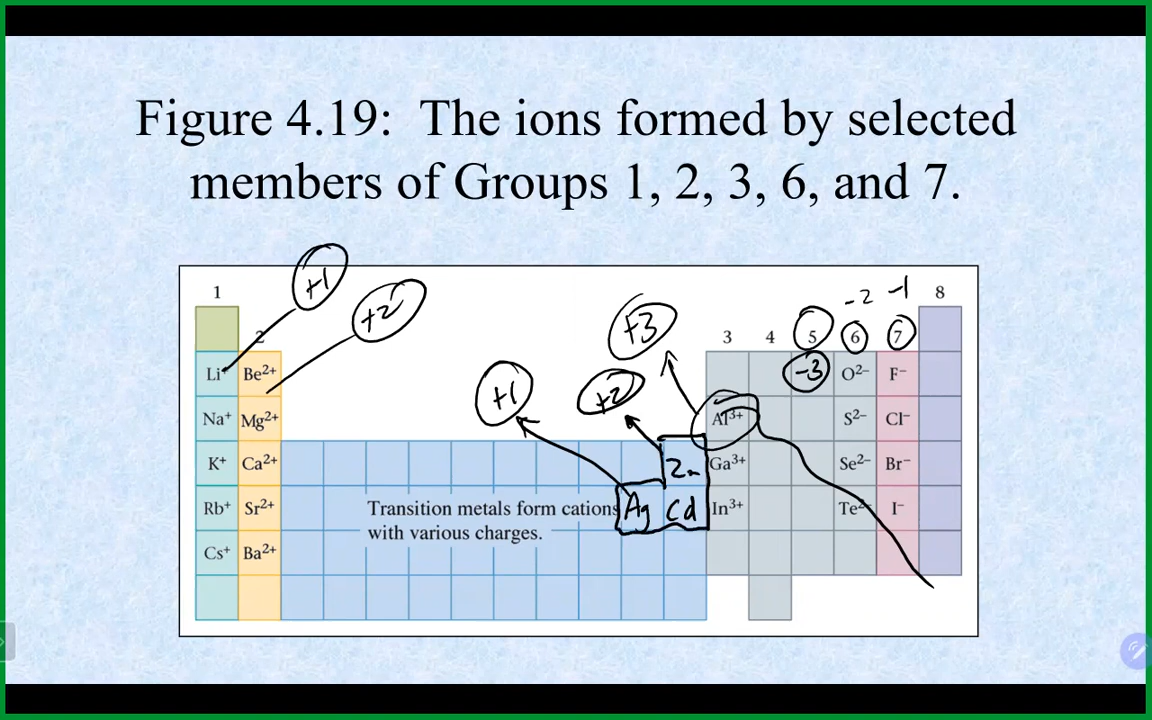 Figure 4.19: The ions formed by selected
members of Groups 1, 2, 3, 6, and 7.
+1
+2
1
-2 -1 8
+3
2 3 4 5 6 7
Li⁺ Be²⁺ -3 O²⁻ F⁻
+1 +2
Na⁺ Mg²⁺ Al³⁺ S²⁻ Cl⁻
K⁺ Ca²⁺ Zn Ga³⁺ Se²⁻ Br⁻
Rb⁺ Sr²⁺ Transition metals form cations Ag Cd In³⁺ Te²⁻ I⁻
with various charges.
Cs⁺ Ba²⁺